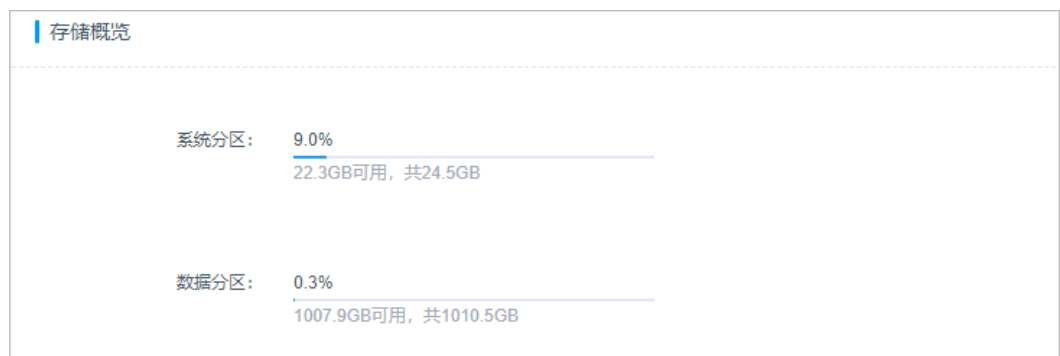 存储概览
系统分区： 9.0%
22.3GB可用，共24.5GB
数据分区： 0.3%
1007.9GB可用，共1010.5GB